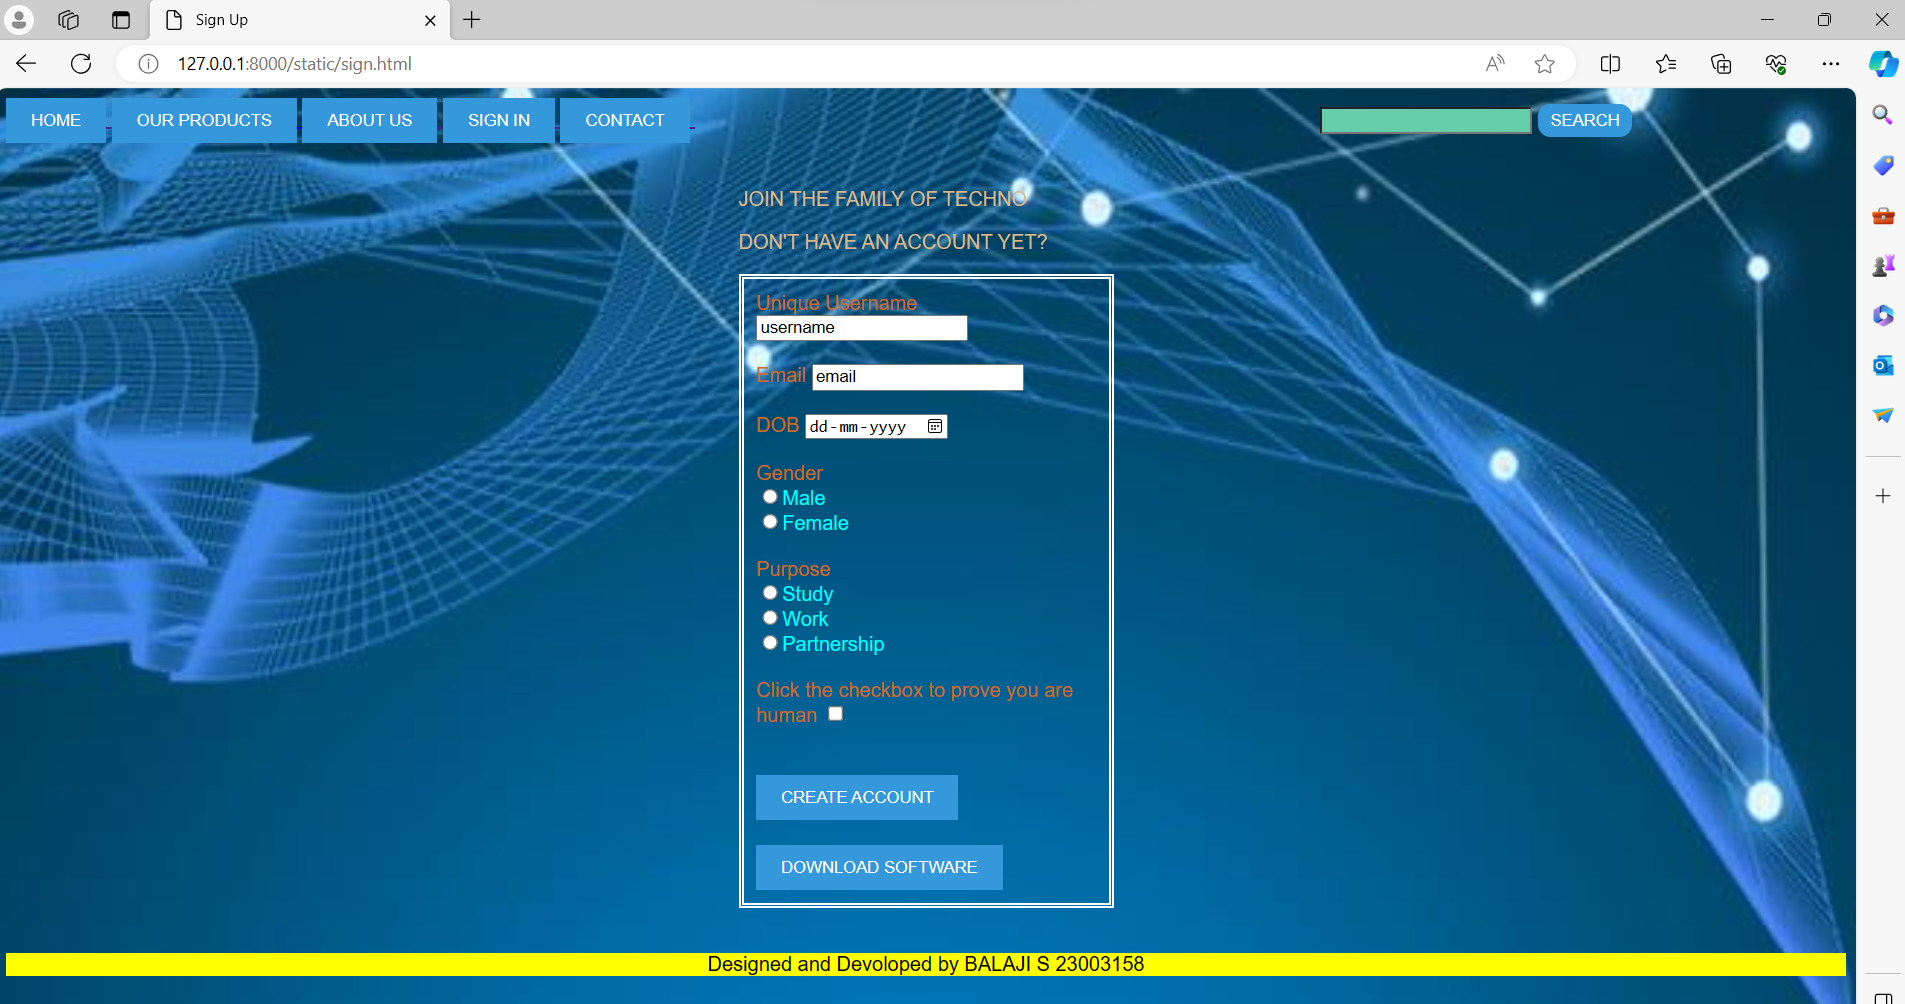 Sign Up
127.0.0.1:8000/static/sign.html
HOME OUR PRODUCTS ABOUT US SIGN IN CONTACT SEARCH
JOIN THE FAMILY OF TECHNO
DON'T HAVE AN ACCOUNT YET?
Unique Username
username
Email email
DOB dd-mm-yyyy
Gender
Male
Female
Purpose
Study
Work
Partnership
Click the checkbox to prove you are
human
CREATE ACCOUNT
DOWNLOAD SOFTWARE
Designed and Devoloped by BALAJI S 23003158